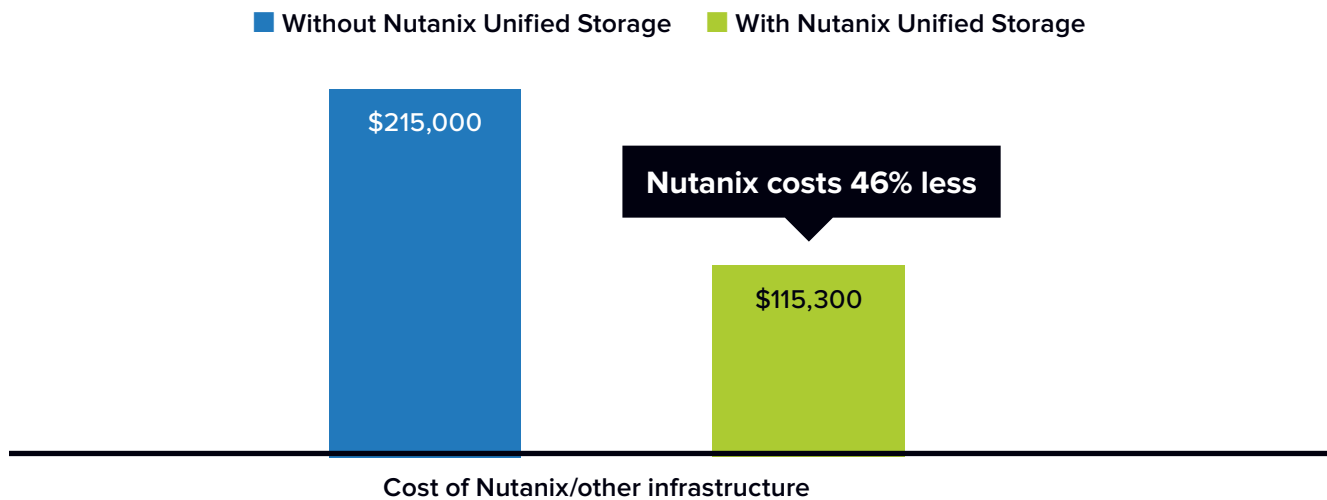 Without Nutanix Unified Storage With Nutanix Unified Storage
$215,000
Nutanix costs 46% less
$115,300
Cost of Nutanix/other infrastructure